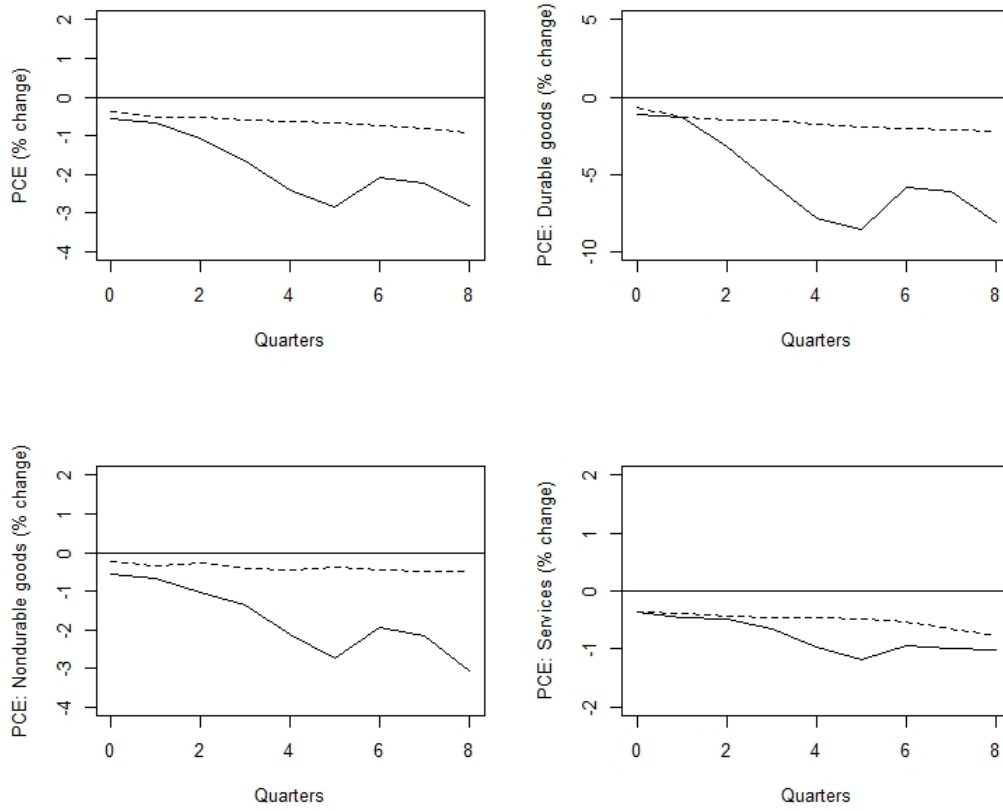 PCE (% change)
2
1
0
-1
-2
-3
-4
0 2 4 6 8
Quarters
PCE: Durable goods (% change)
5
0
-5
-10
0 2 4 6 8
Quarters
PCE: Nondurable goods (% change)
2
1
0
-1
-2
-3
-4
0 2 4 6 8
Quarters
PCE: Services (% change)
2
1
0
-1
-2
0 2 4 6 8
Quarters